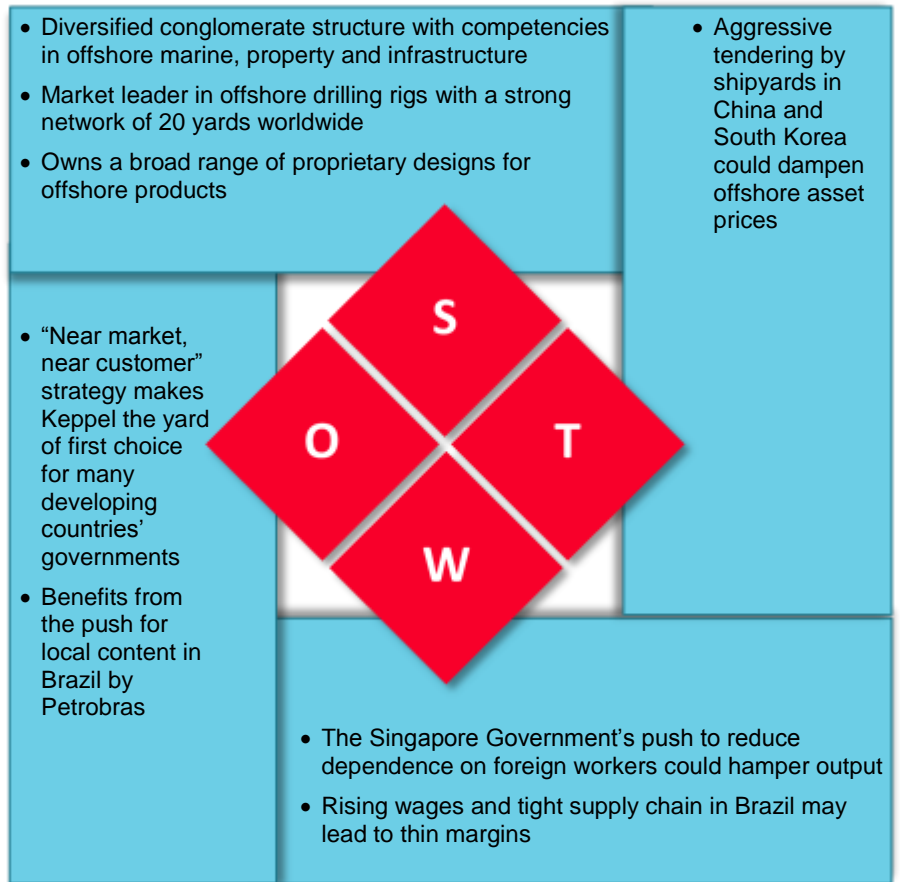 • Diversified conglomerate structure with competencies
in offshore marine, property and infrastructure
• Market leader in offshore drilling rigs with a strong
network of 20 yards worldwide
• Owns a broad range of proprietary designs for
offshore products
• Aggressive
tendering by
shipyards in
China and
South Korea
could dampen
offshore asset
prices
• “Near market,
near customer”
strategy makes
Keppel the yard
of first choice
for many
developing
countries’
governments
• Benefits from
the push for
local content in
Brazil by
Petrobras
S
O
T
W
• The Singapore Government’s push to reduce
dependence on foreign workers could hamper output
• Rising wages and tight supply chain in Brazil may
lead to thin margins